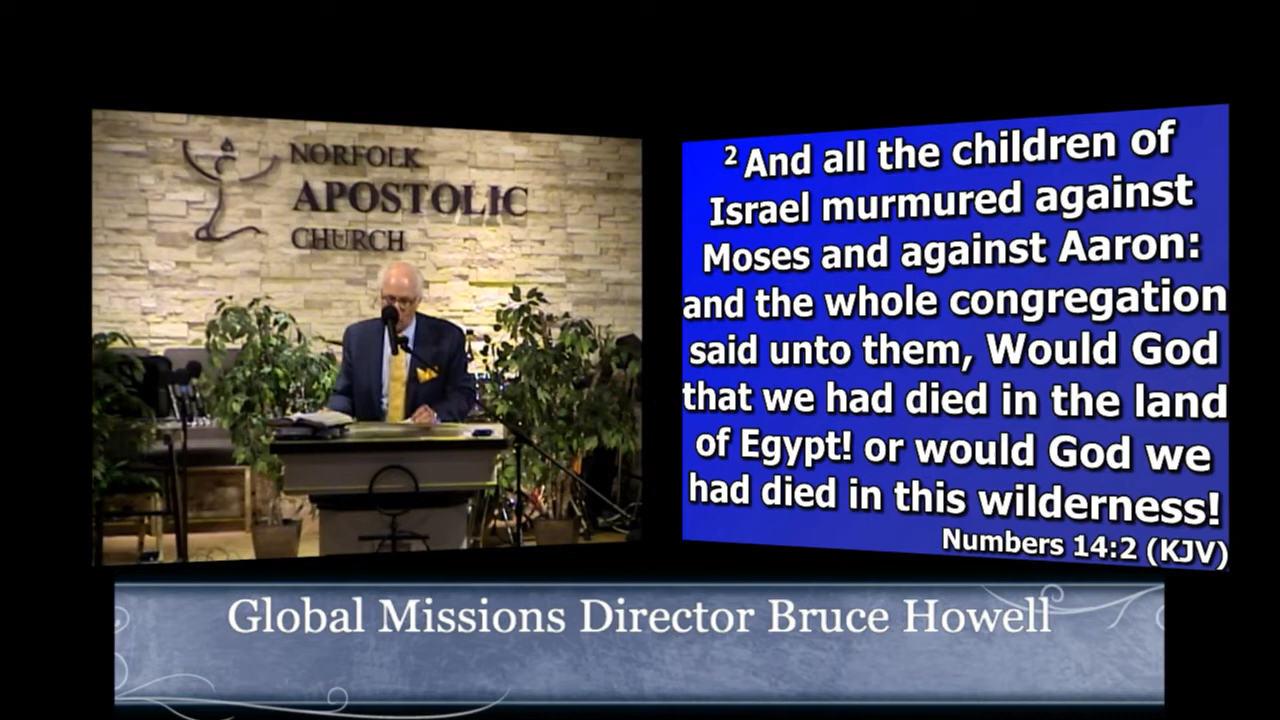 NORFOLK
APOSTOLIC
CHURCH
2 And all the children of
Israel murmured against
Moses and against Aaron:
and the whole congregation
said unto them, Would God
that we had died in the land
of Egypt! or would God we
had died in this wilderness!
Numbers 14:2 (KJV)
Global Missions Director Bruce Howell